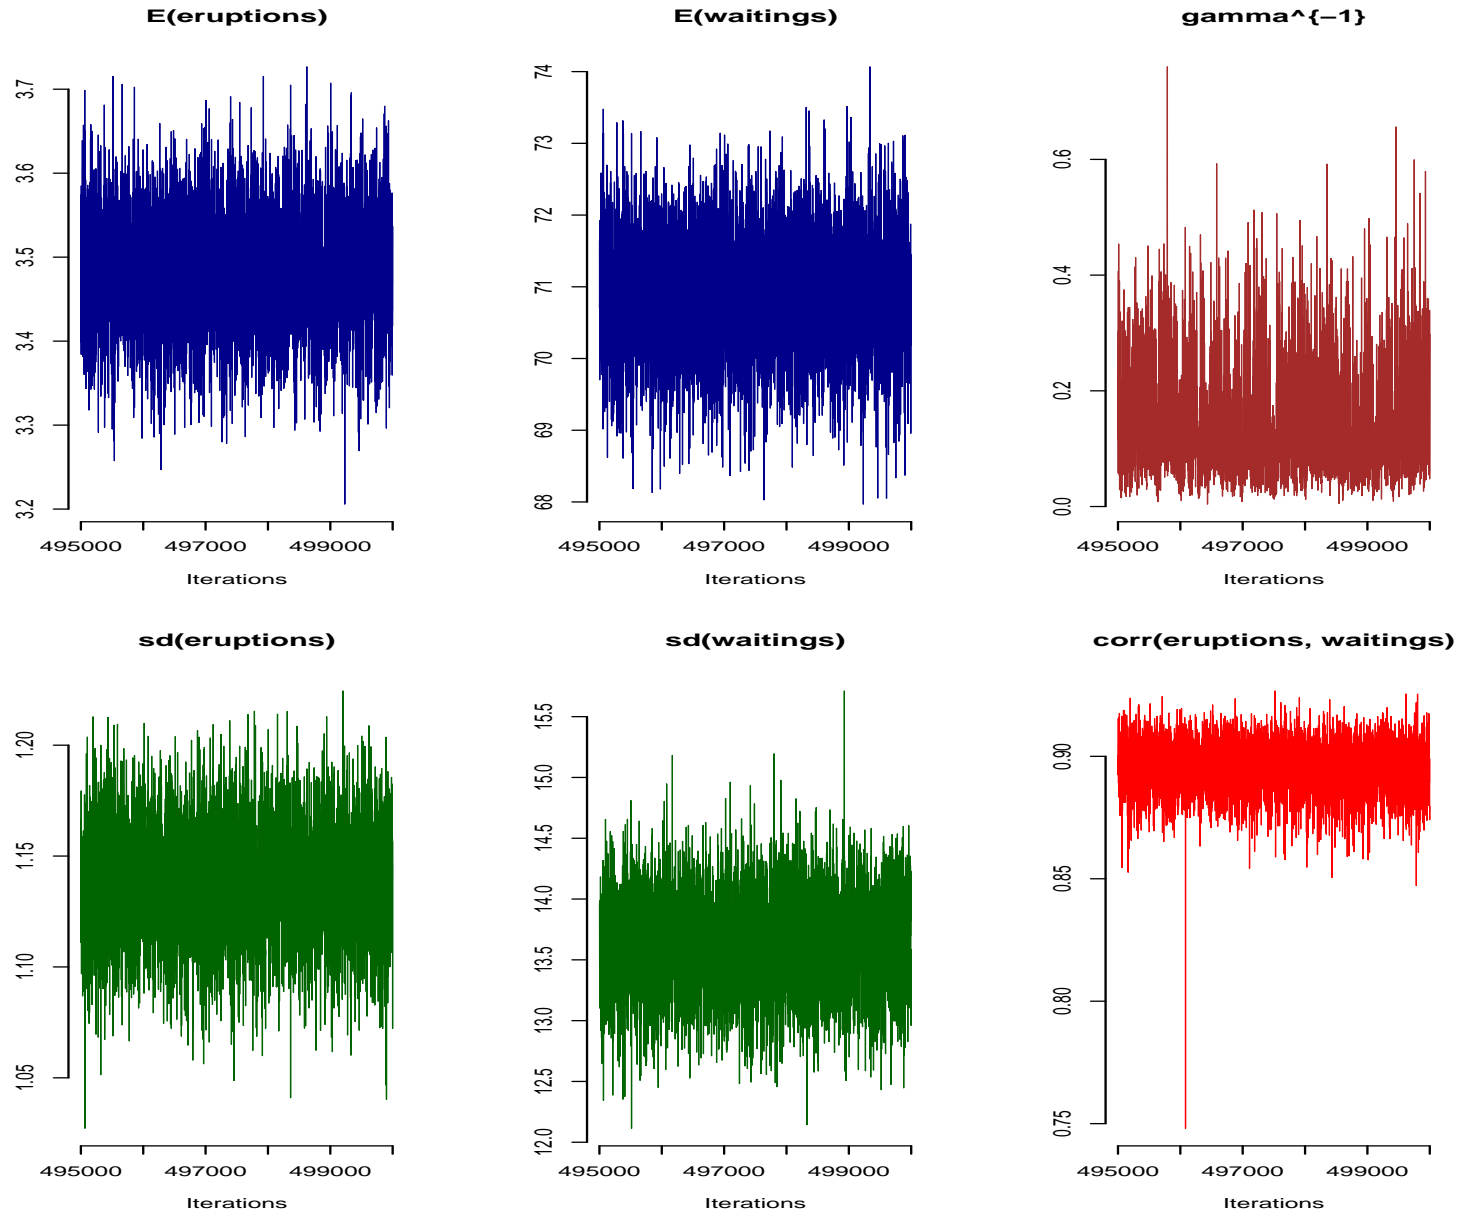 E(eruptions)
E(waitings)
gamma^{−1}
3.2 3.3 3.4 3.5 3.6 3.7
68 69 70 71 72 73 74
0.0 0.2 0.4 0.6
495000 497000 499000
495000 497000 499000
495000 497000 499000
Iterations
Iterations
Iterations
sd(eruptions)
sd(waitings)
corr(eruptions, waitings)
1.05 1.10 1.15 1.20
12.0 12.5 13.0 13.5 14.0 14.5 15.0 15.5
0.75 0.80 0.85 0.90
495000 497000 499000
495000 497000 499000
495000 497000 499000
Iterations
Iterations
Iterations